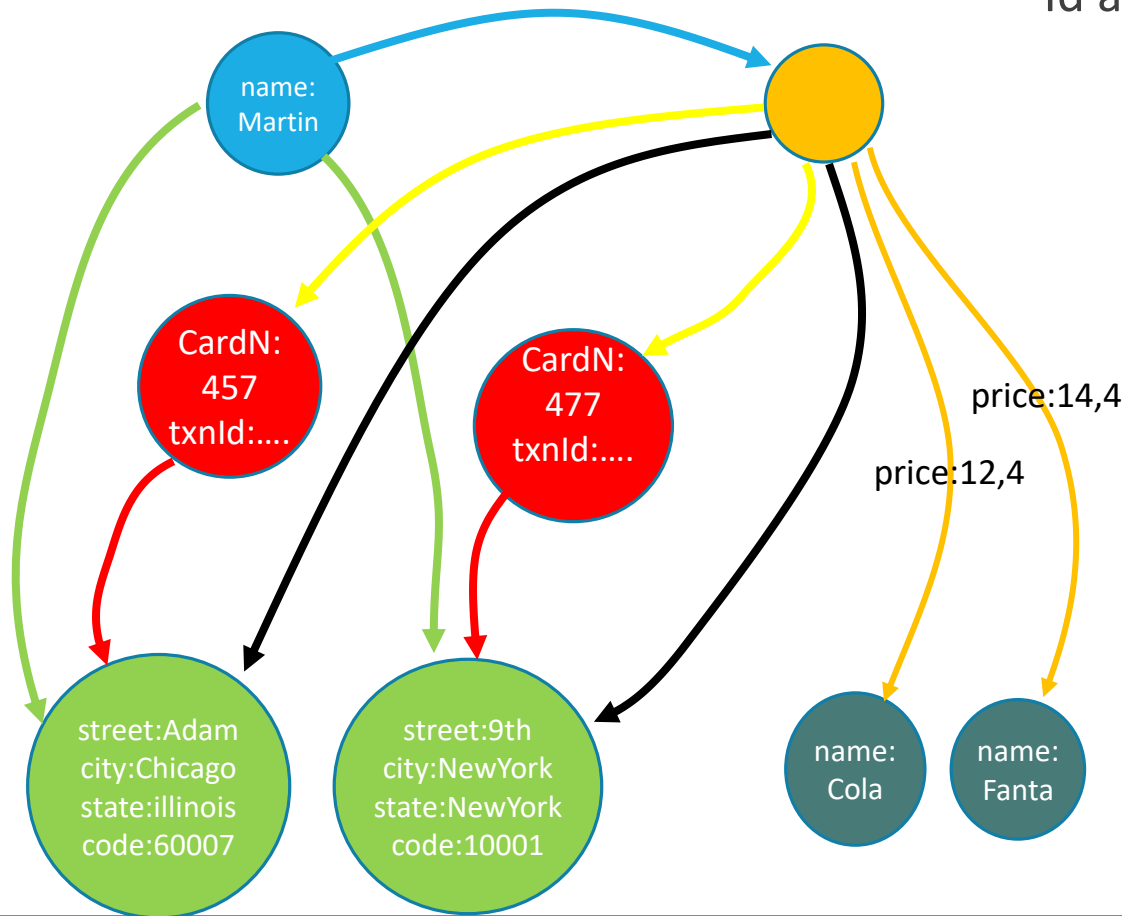 id a
name:
Martin
CardN:
457
txnId:....
CardN:
477
txnId:....
price:14,4
price:12,4
street:Adam
city:Chicago
state:illinois
code:60007
street:9th
city:NewYork
state:NewYork
code:10001
name:
Cola
name:
Fanta